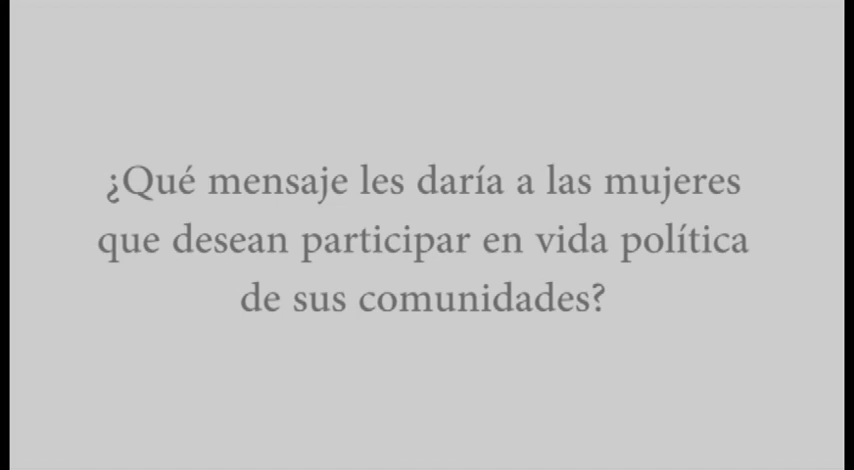 ¿Qué mensaje les daría a las mujeres
que desean participar en vida política
de sus comunidades?